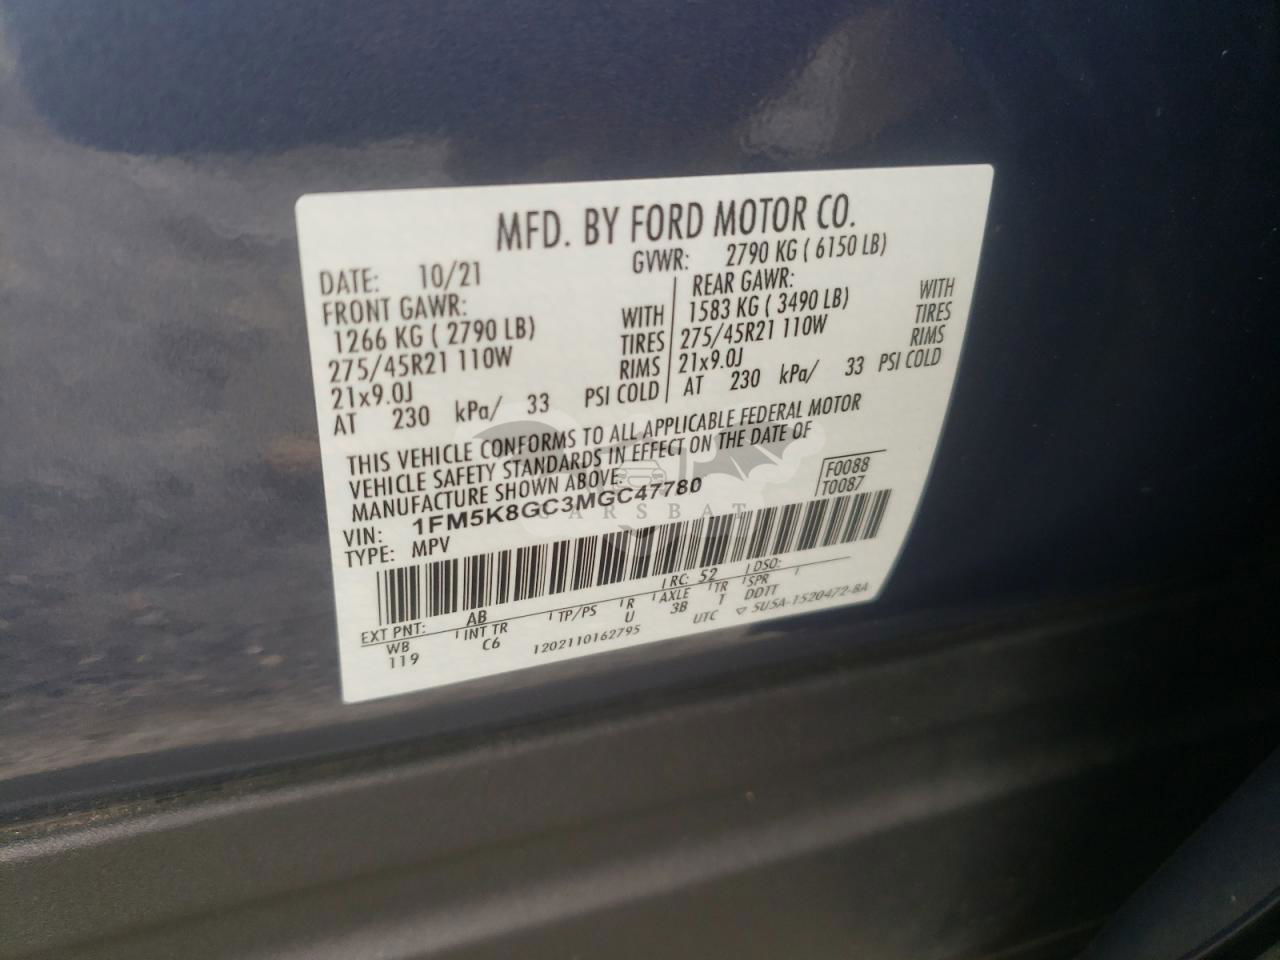 MFD. BY FORD MOTOR CO.
DATE: 10/21 GVWR: 2790 KG ( 6150 LB)
FRONT GAWR: REAR GAWR:
1266 KG ( 2790 LB) WITH 1583 KG ( 3490 LB) WITH
275/45R21 110W TIRES 275/45R21 110W TIRES
21x9.0J RIMS 21x9.0J RIMS
AT 230 kPa/ 33 PSI COLD AT 230 kPa/ 33 PSI COLD
THIS VEHICLE CONFORMS TO ALL APPLICABLE FEDERAL MOTOR
VEHICLE SAFETY STANDARDS IN EFFECT ON THE DATE OF
MANUFACTURE SHOWN ABOVE.
F0088
VIN: 1FM5K8GC3MGC47780 T0087
TYPE: MPV
CARSBAT
EXT PNT: AB RC: 52 DSO:
WB INT TR TP/PS R AXLE TR SPR
119 C6 U 3B T DDTT
1202110162795 UTC ▽ 5U5A-1520472-BA